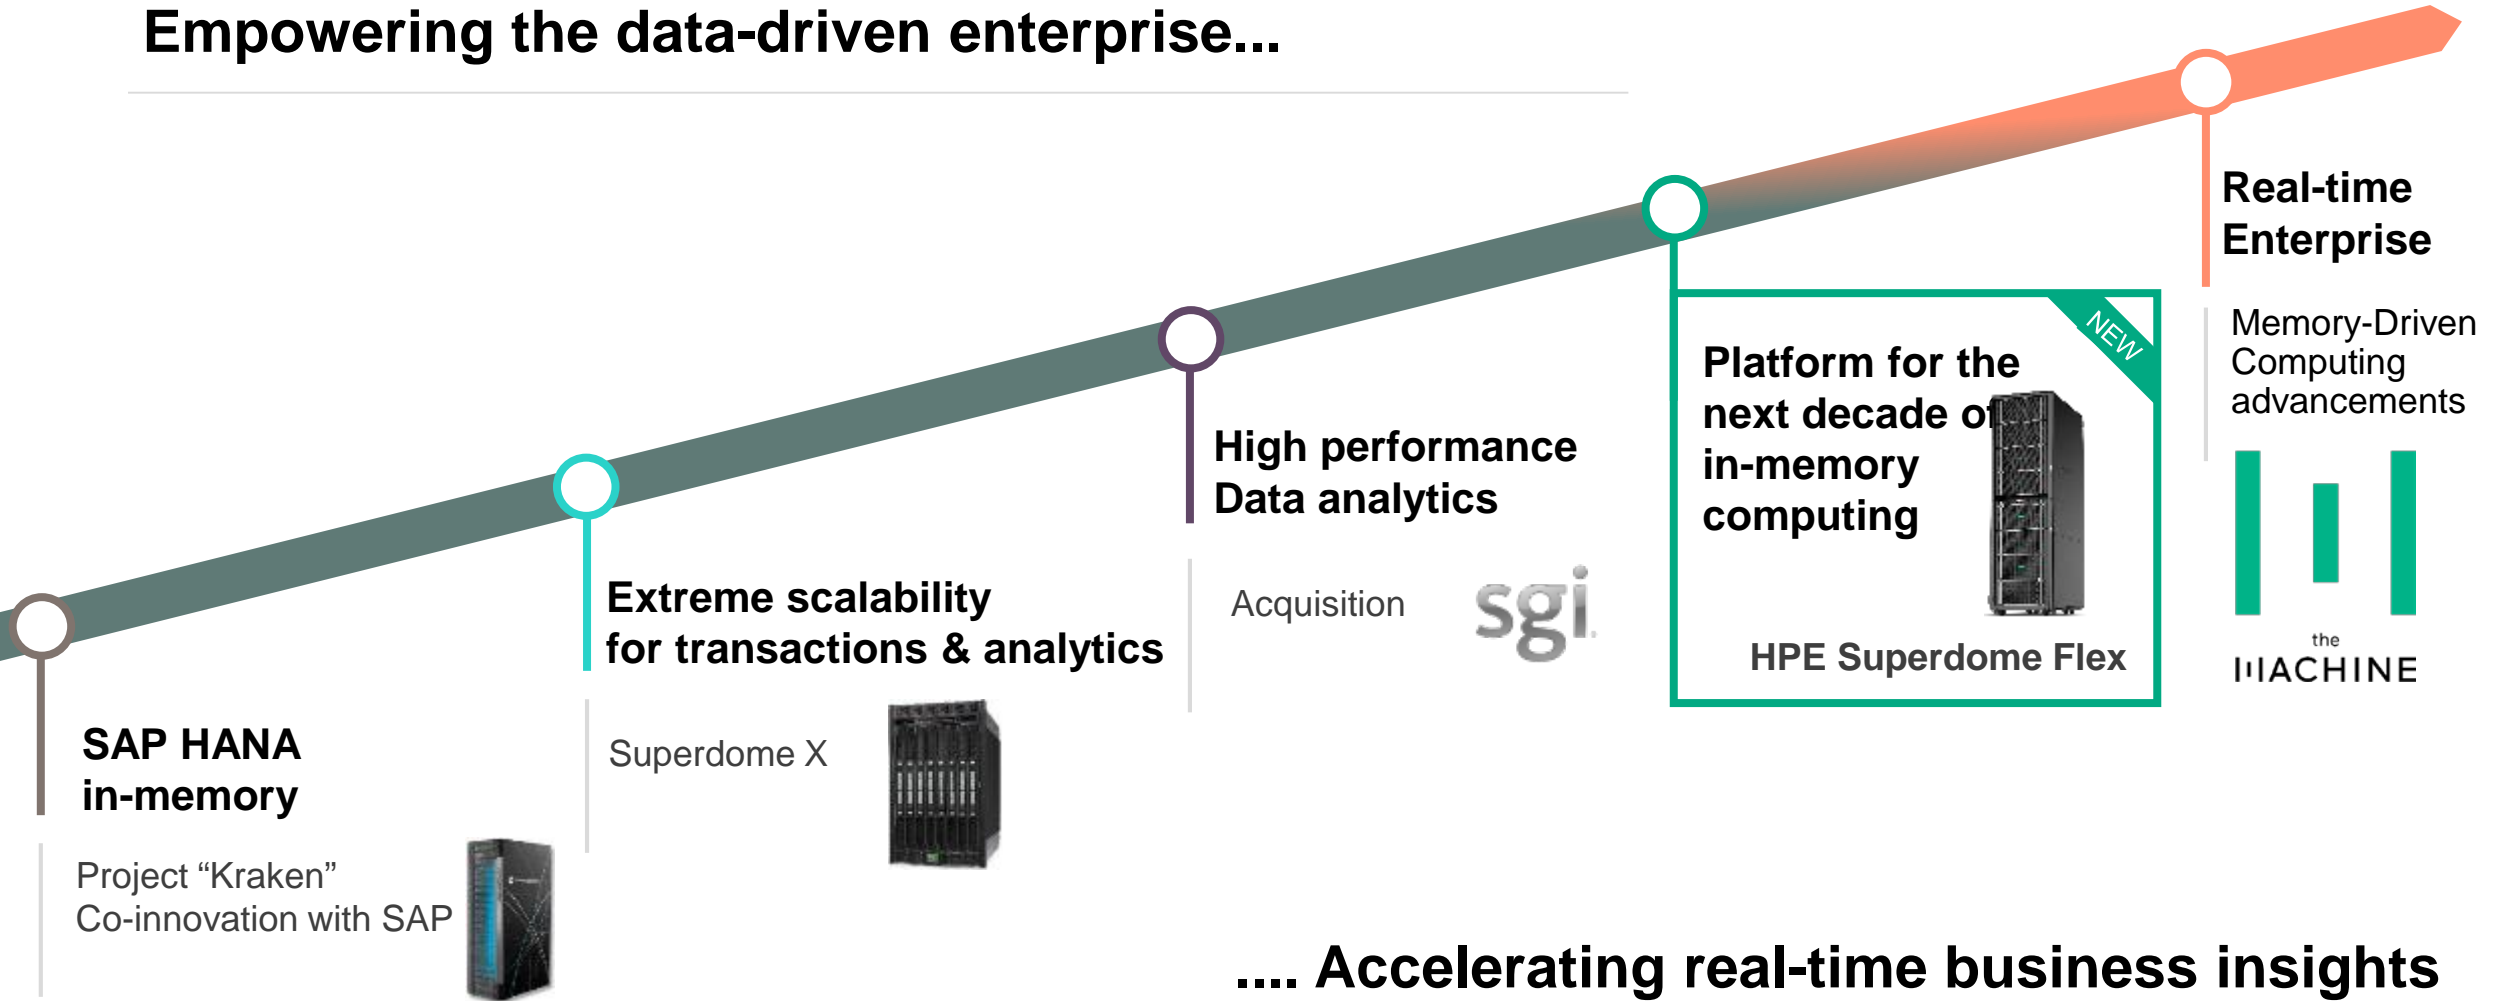 Empowering the data-driven enterprise...
SAP HANA
in-memory
Project “Kraken”
Co-innovation with SAP
Extreme scalability
for transactions & analytics
Superdome X
High performance
Data analytics
Acquisition
sgi
NEW
Platform for the
next decade of
in-memory
computing
HPE Superdome Flex
Real-time
Enterprise
Memory-Driven
Computing
advancements
the
MACHINE
.... Accelerating real-time business insights